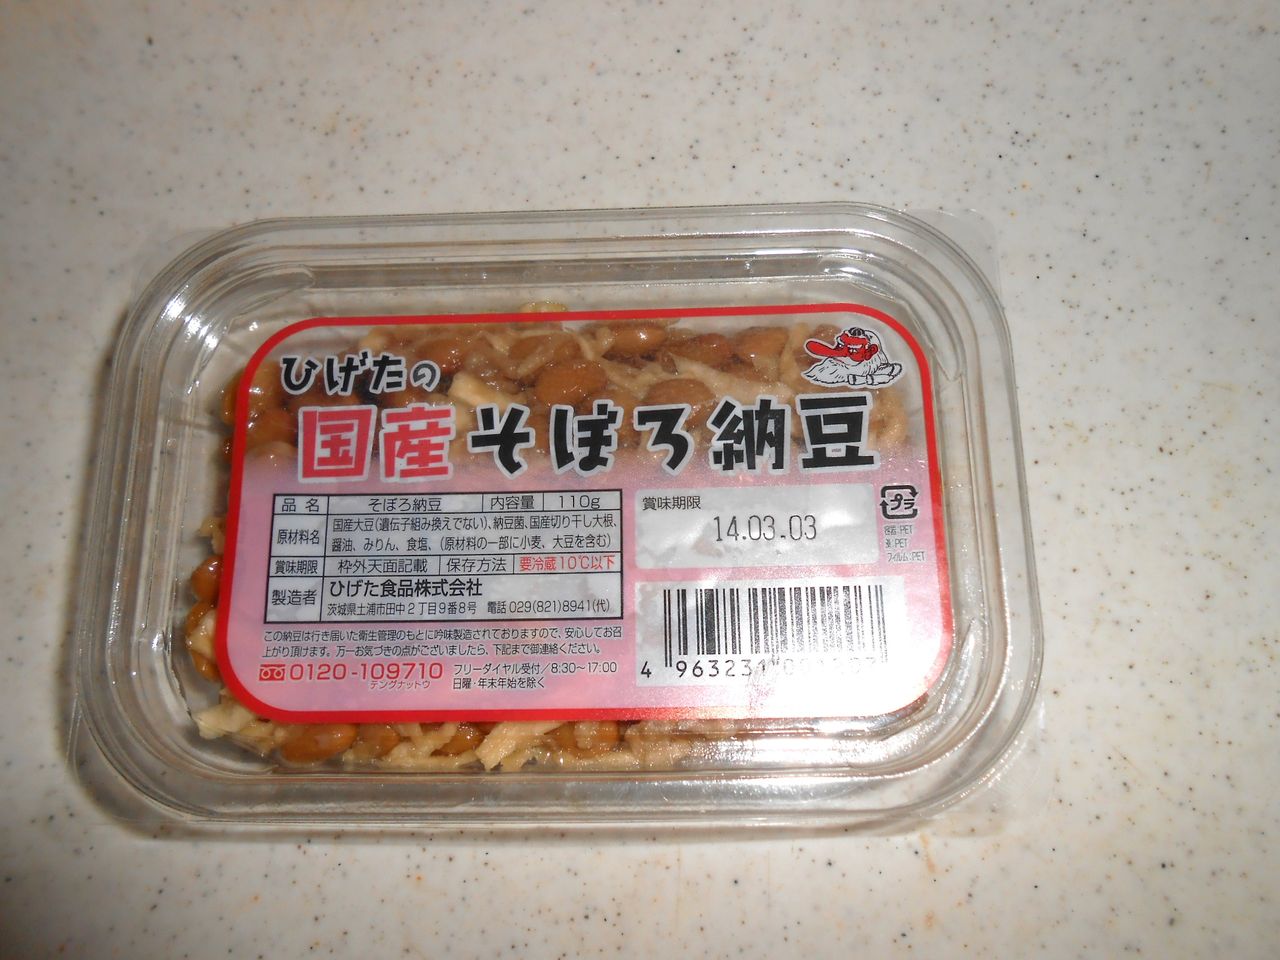 ひげたの
国産そぼろ納豆
品名 そぼろ納豆 内容量 110g
原材料名 国産大豆(遺伝子組み換えでない)、納豆菌、国産切り干し大根、
醤油、みりん、食塩、(原材料の一部に小麦、大豆を含む)
賞味期限 枠外天面記載 保存方法 要冷蔵10℃以下
製造者 ひげた食品株式会社
茨城県土浦市田中2丁目9番8号 電話029(821)8941(代)
この納豆は行き届いた衛生管理のもとに吟味製造されておりますので、安心してお召
上がり頂けます。万一お気づきの点がございましたら、下記まで御連絡ください。
0120-109710 フリーダイヤル受付/8:30~17:00
テングナットウ 日曜・年末年始を除く
賞味期限
14.03.03
プラ
容器:PET
蓋:PET
フィルム:PET
4 963231